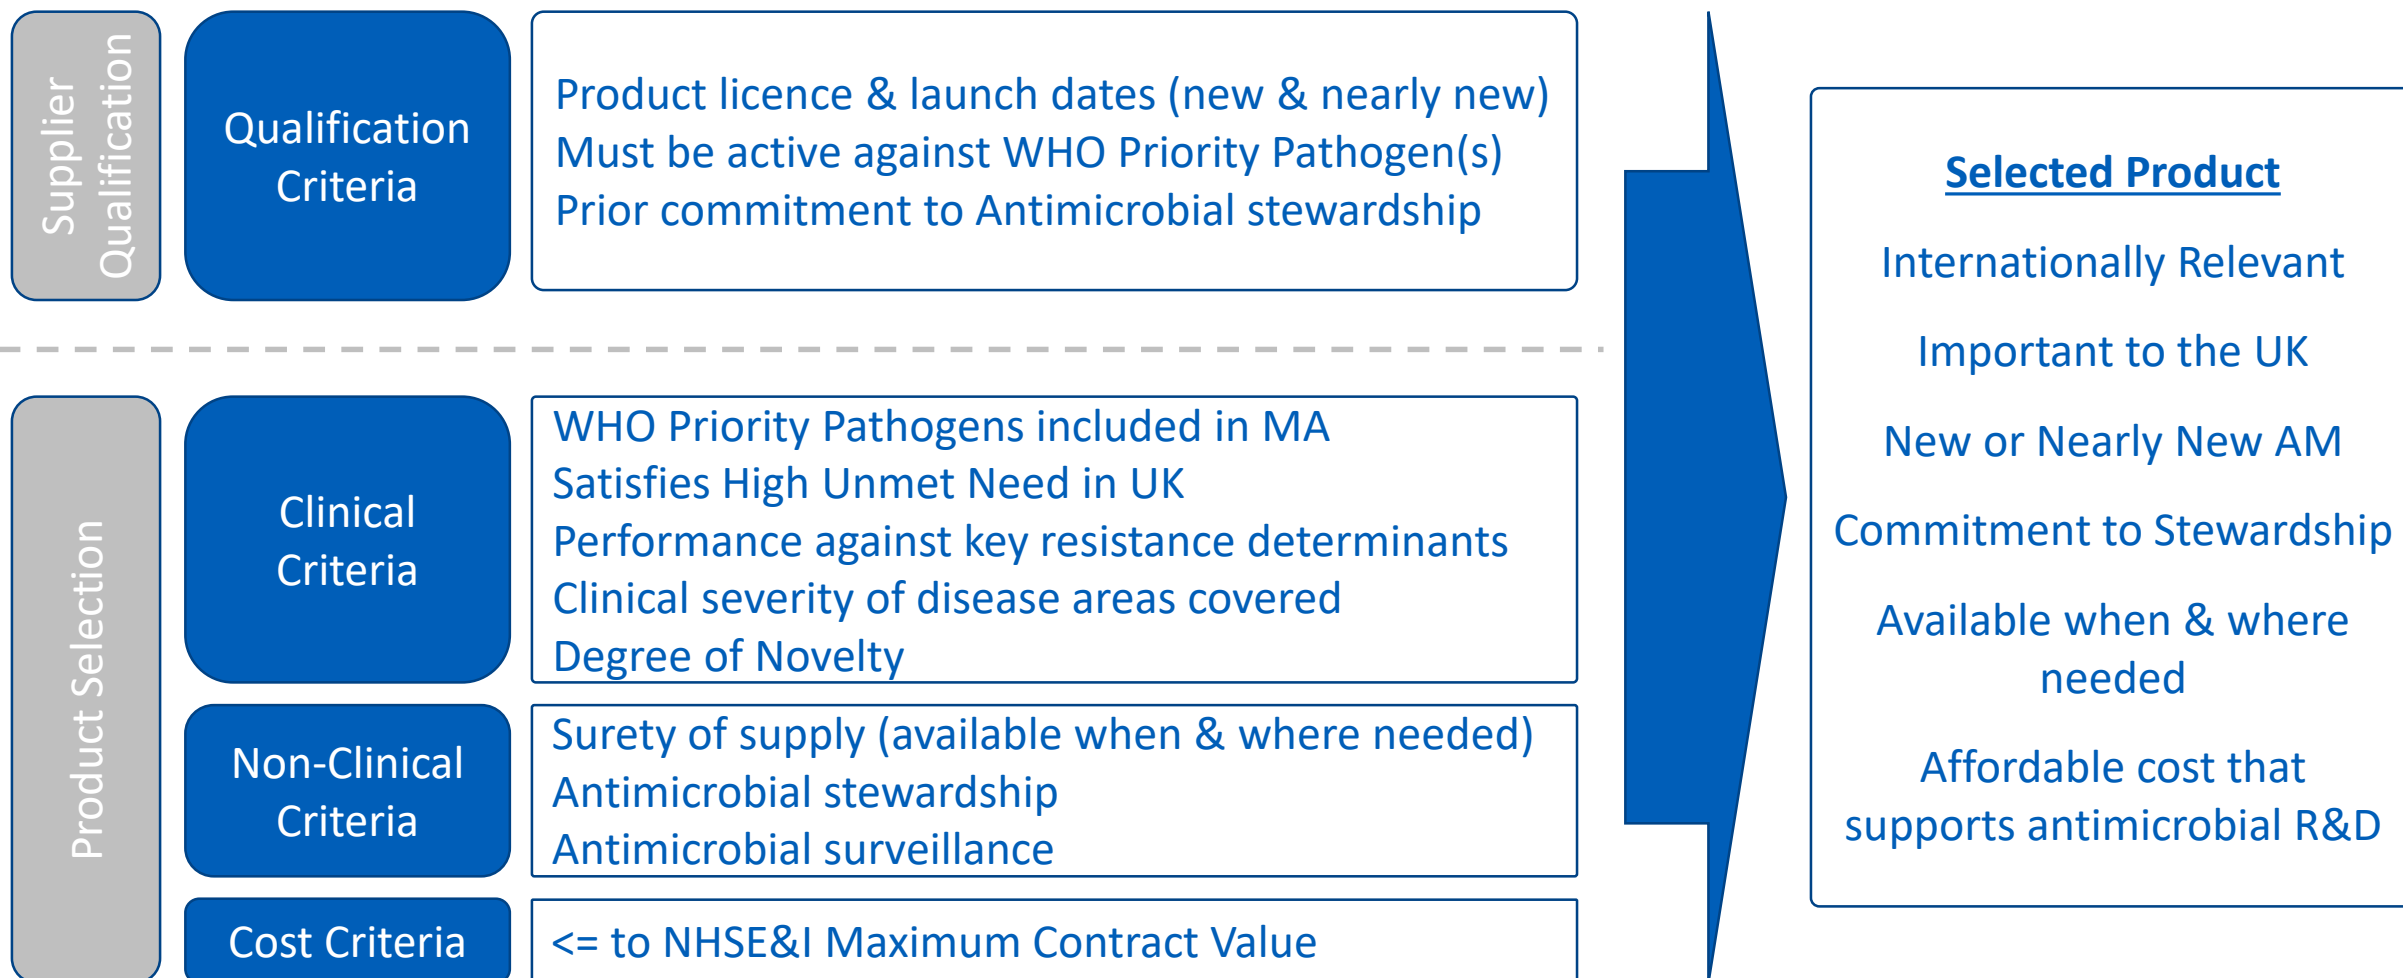 Supplier
Qualification
Qualification
Criteria
Product licence & launch dates (new & nearly new)
Must be active against WHO Priority Pathogen(s)
Prior commitment to Antimicrobial stewardship
Product Selection
Clinical
Criteria
WHO Priority Pathogens included in MA
Satisfies High Unmet Need in UK
Performance against key resistance determinants
Clinical severity of disease areas covered
Degree of Novelty
Non-Clinical
Criteria
Surety of supply (available when & where needed)
Antimicrobial stewardship
Antimicrobial surveillance
Cost Criteria
<= to NHSE&I Maximum Contract Value
Selected Product
Internationally Relevant
Important to the UK
New or Nearly New AM
Commitment to Stewardship
Available when & where
needed
Affordable cost that
supports antimicrobial R&D